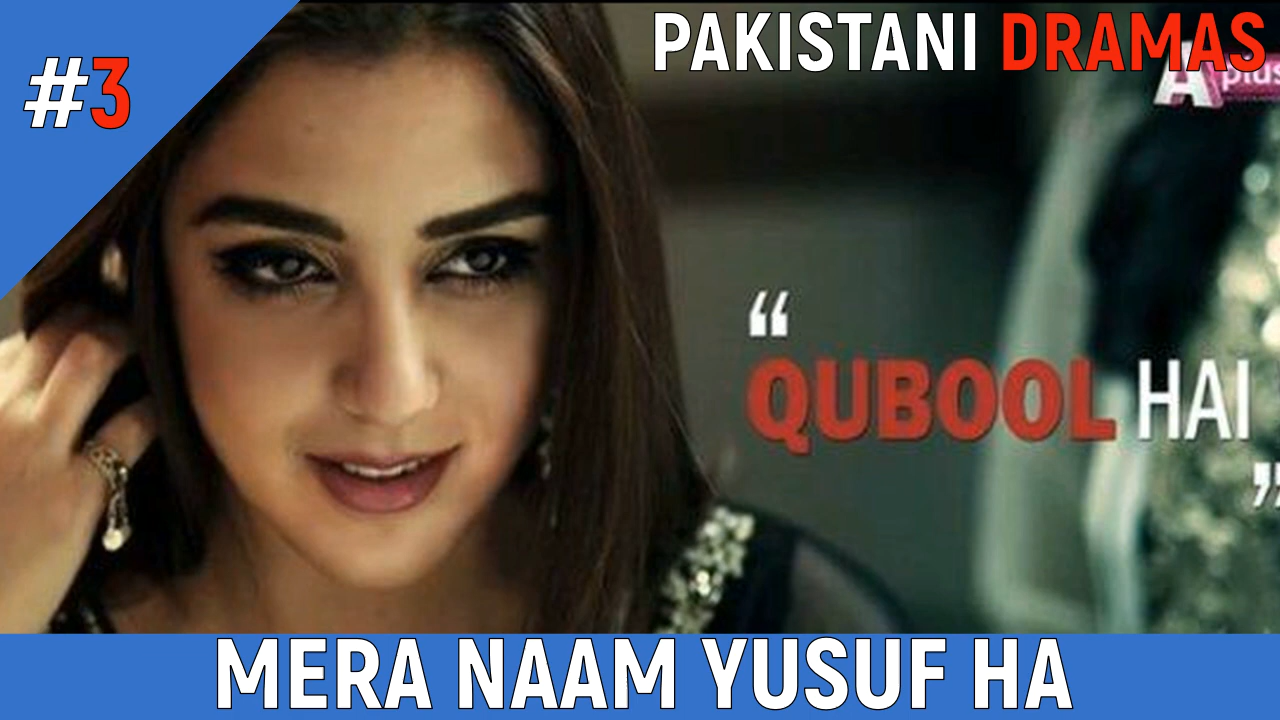 PAKISTANI DRAMAS
#3
A plus
“
QUBOOL HAI
”
MERA NAAM YUSUF HA